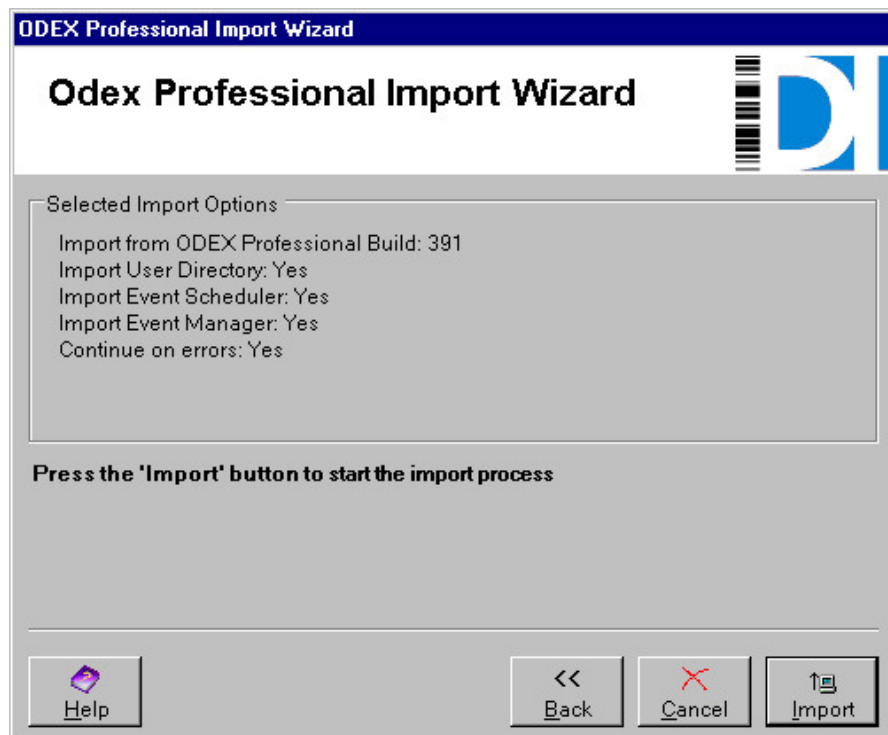 ODEX Professional Import Wizard
Odex Professional Import Wizard
D
Selected Import Options
Import from ODEX Professional Build: 391
Import User Directory: Yes
Import Event Scheduler: Yes
Import Event Manager: Yes
Continue on errors: Yes
Press the 'Import' button to start the import process
Help
<< Back
Cancel
Import